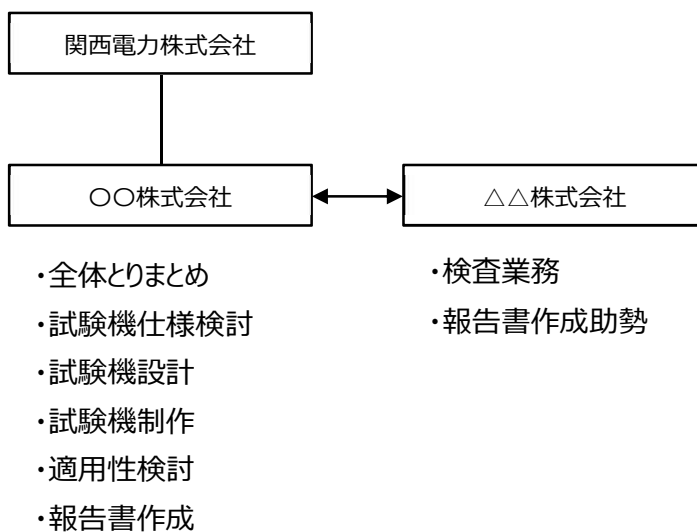 関西電力株式会社
〇〇株式会社
△△株式会社
・全体とりまとめ
・試験機仕様検討
・試験機設計
・試験機制作
・適用性検討
・報告書作成
・検査業務
・報告書作成助勢